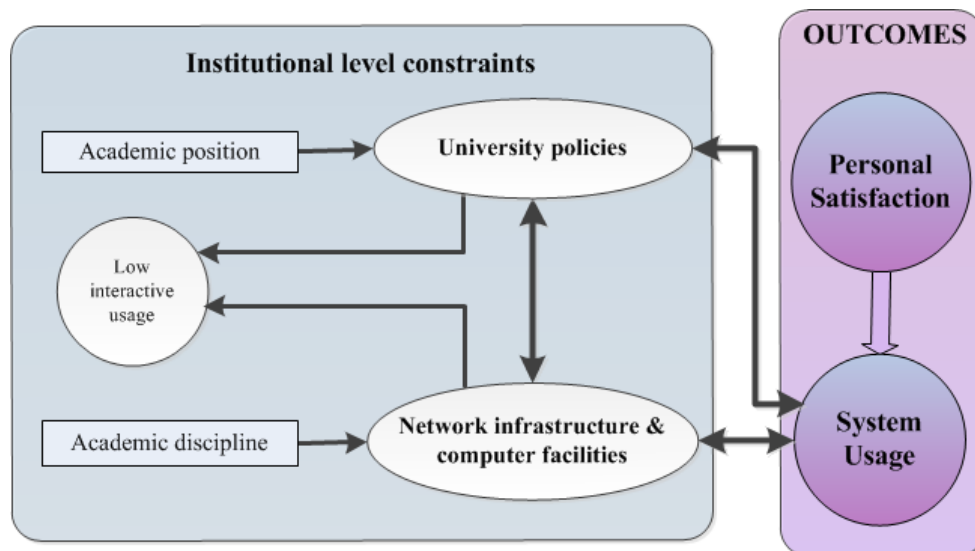 Institutional level constraints
OUTCOMES
Academic position
University policies
Personal
Satisfaction
Low
interactive
usage
Academic discipline
Network infrastructure &
computer facilities
System
Usage